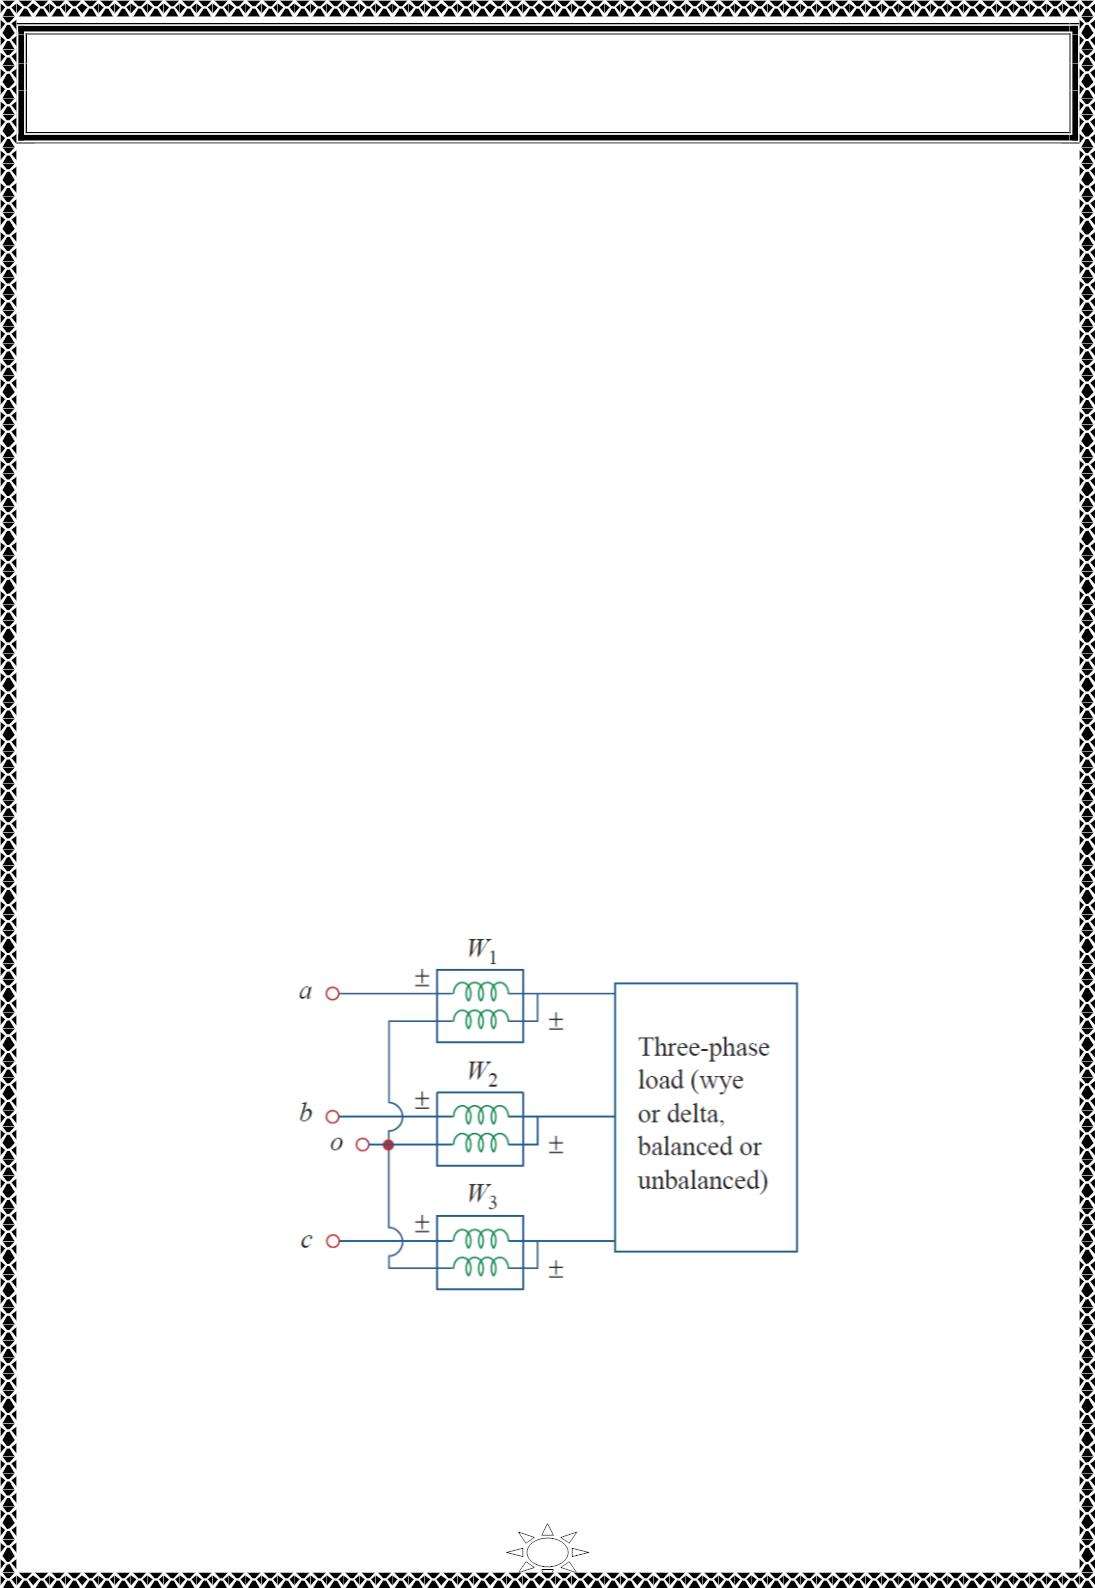 W1
a ±
±
Three-phase
load (wye
or delta,
balanced or
unbalanced)
W2
b ±
o ±
W3
c ±
±